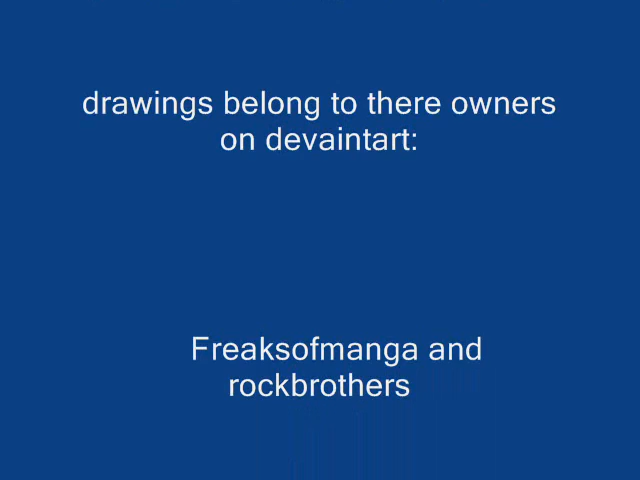 drawings belong to there owners
on devaintart:
Freaksofmanga and
rockbrothers